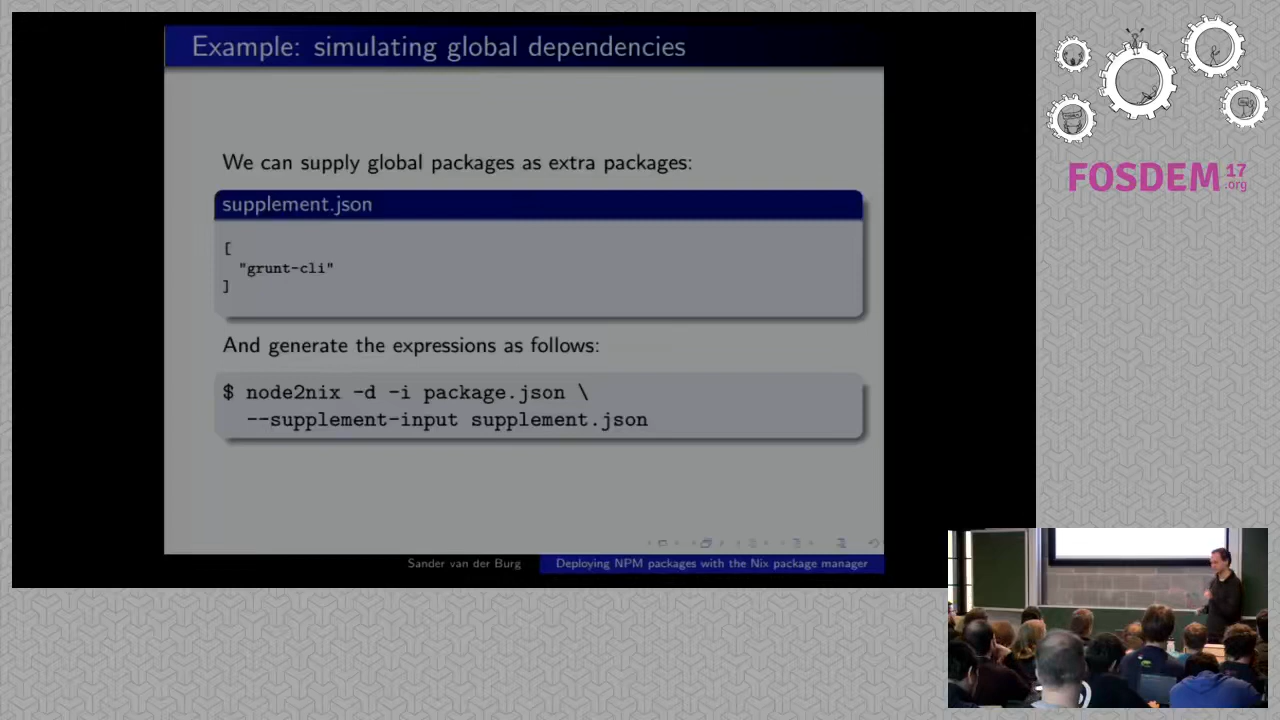 Example: simulating global dependencies
We can supply global packages as extra packages:
supplement.json
[
"grunt-cli"
]
And generate the expressions as follows:
$ node2nix -d -i package.json \
--supplement-input supplement.json
Sander van der Burg
Deploying NPM packages with the Nix package manager
FOSDEM 17
.org